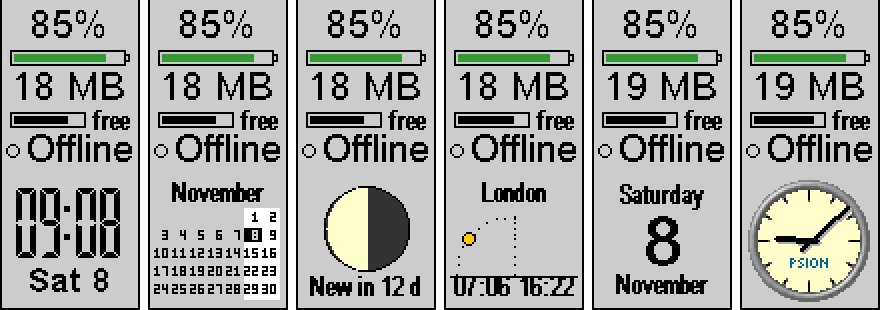 85%
18 MB
free
Offline
09:08
Sat 8
85%
18 MB
free
Offline
November
1 2
3 4 5 6 7 8 9
10 11 12 13 14 15 16
17 18 19 20 21 22 23
24 25 26 27 28 29 30
85%
18 MB
free
Offline
New in 12 d
85%
18 MB
free
Offline
London
07:06 16:22
85%
19 MB
free
Offline
Saturday
8
November
85%
19 MB
free
Offline
PSION